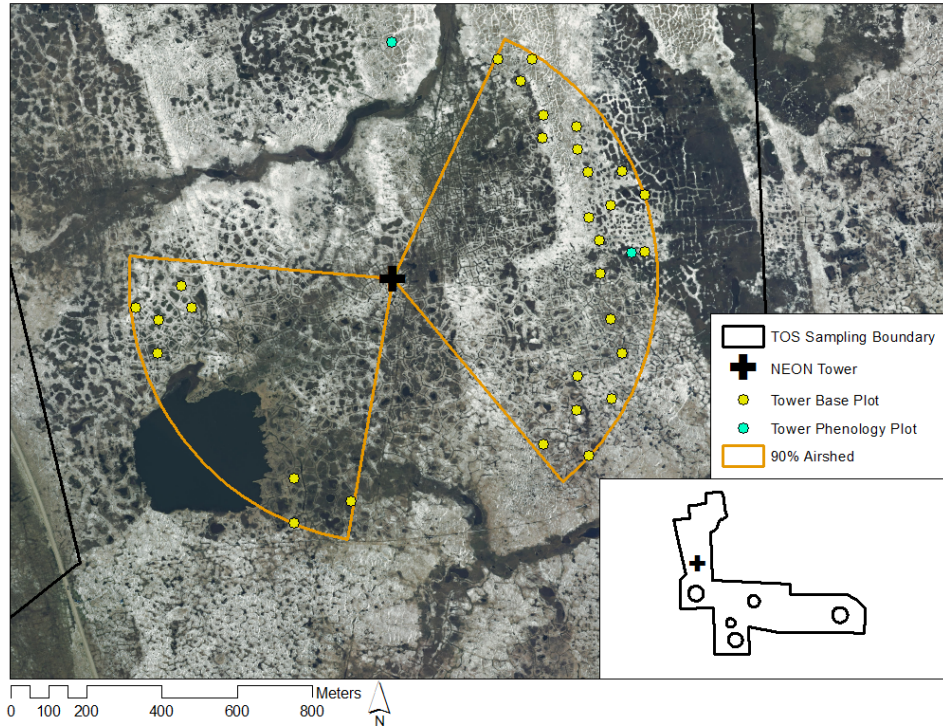 TOS Sampling Boundary
NEON Tower
Tower Base Plot
Tower Phenology Plot
90% Airshed
Meters
0 100 200 400 600 800
N